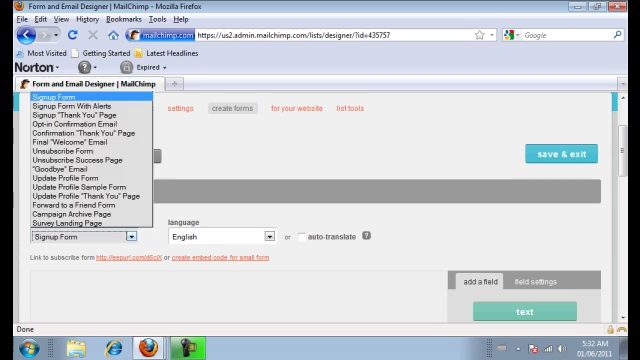 Form and Email Designer | MailChimp - Mozilla Firefox
File Edit View History Bookmarks Tools Help
mailchimp.com https://us2.admin.mailchimp.com/lists/designer/?id=435757
Google
Most Visited Getting Started Latest Headlines
Norton Expired
Form and Email Designer | MailChimp
settings create forms for your website list tools
Signup Form
Signup Form With Alerts
Signup "Thank You" Page
Opt-in Confirmation Email
Confirmation "Thank You" Page
Final "Welcome" Email
Unsubscribe Form
Unsubscribe Success Page
"Goodbye" Email
Update Profile Form
Update Profile Sample Form
Update Profile "Thank You" Page
Forward to a Friend Form
Campaign Archive Page
Survey Landing Page
save & exit
language
Signup Form English or auto-translate ?
Link to subscribe form http://eepurl.com/d6ciX or create embed code for small form
add a field field settings
text
Done
5:32 AM
01/06/2011